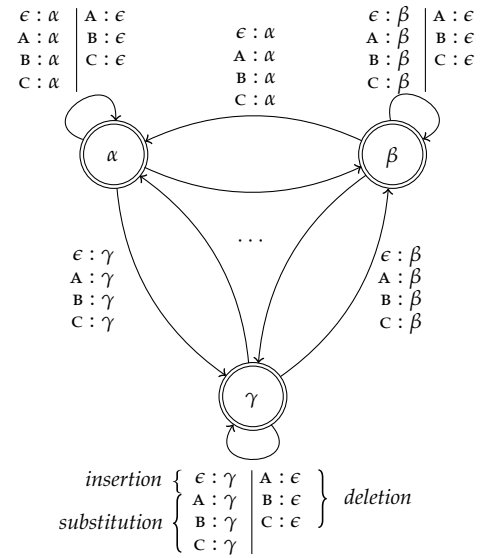 ϵ : α A : ϵ
A : α B : ϵ
B : α C : ϵ
C : α
ϵ : α
A : α
B : α
C : α
ϵ : β A : ϵ
A : β B : ϵ
B : β C : ϵ
C : β
α
β
...
ϵ : γ
A : γ
B : γ
C : γ
ϵ : β
A : β
B : β
C : β
γ
insertion { ϵ : γ A : ϵ
A : γ B : ϵ } deletion
substitution { B : γ C : ϵ
C : γ